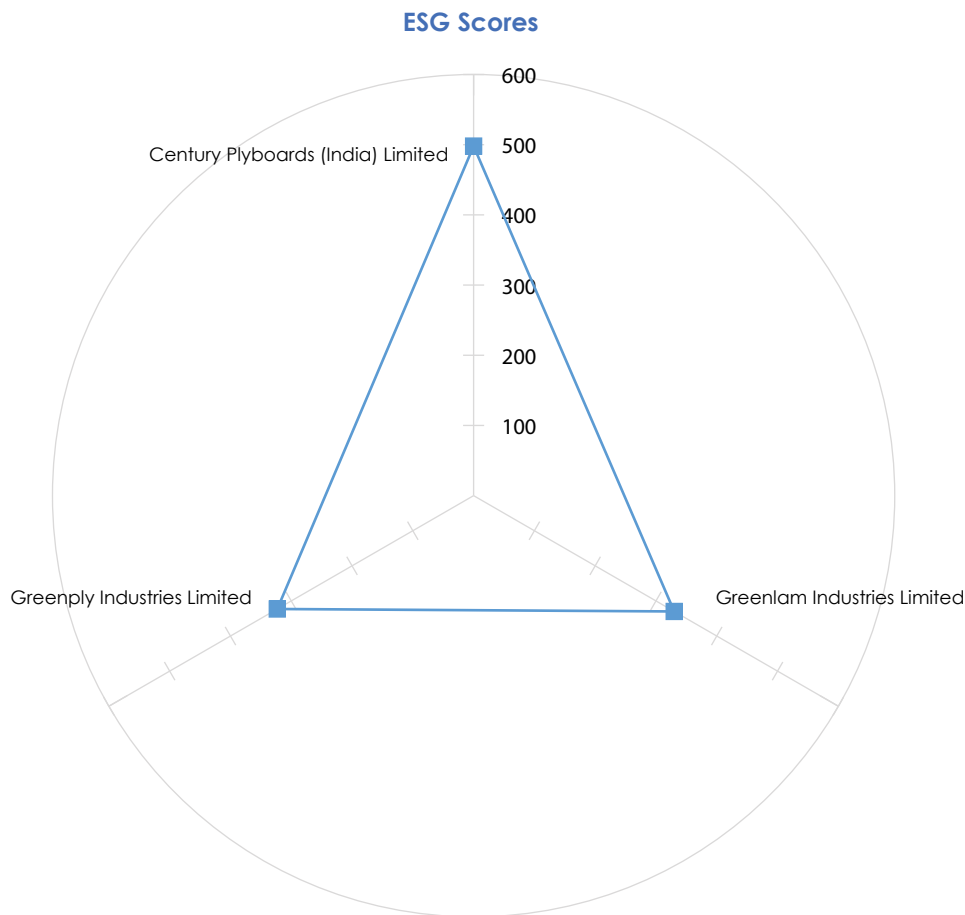 ESG Scores
600
Century Plyboards (India) Limited
500
400
300
200
100
Greenply Industries Limited
Greenlam Industries Limited